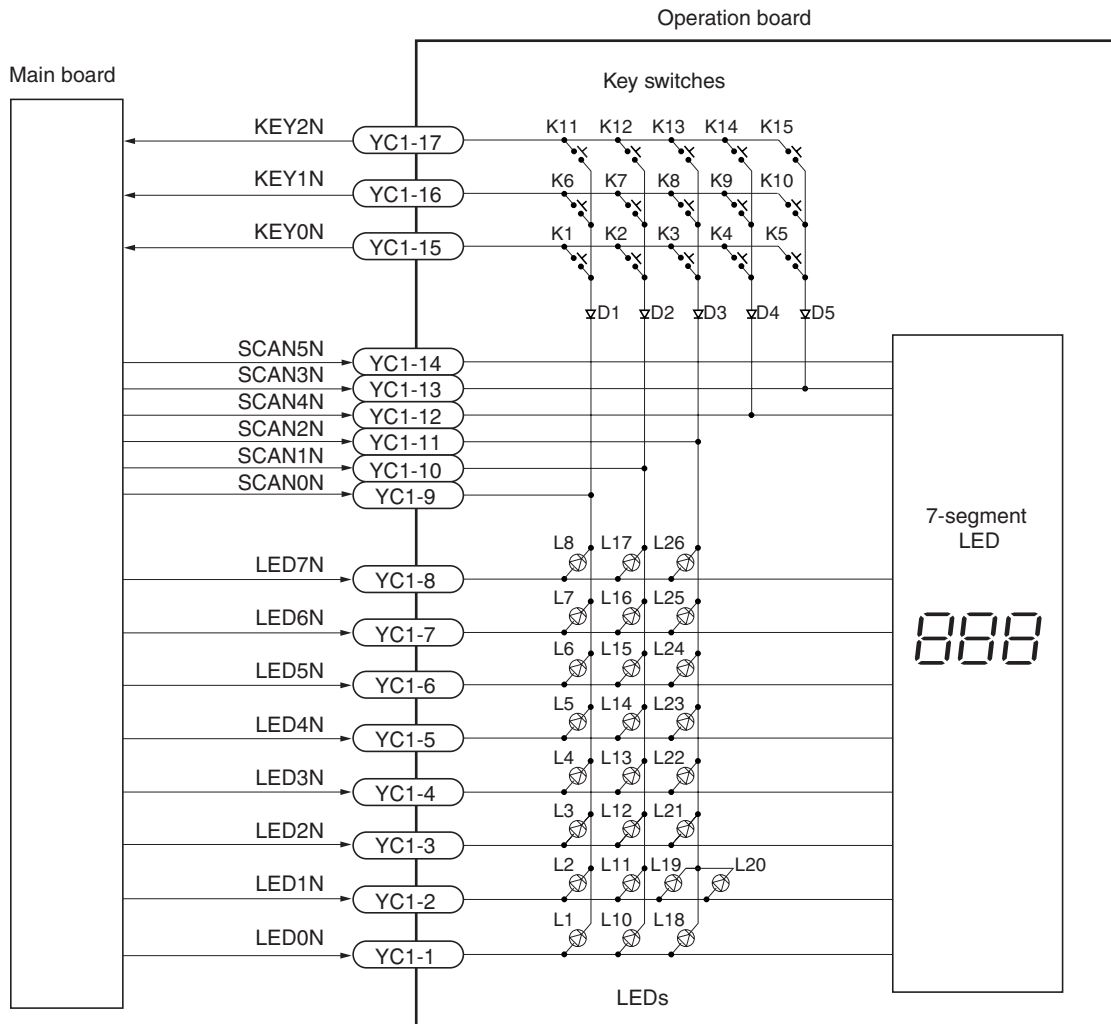 Operation board
Main board
Key switches
KEY2N YC1-17 K11 K12 K13 K14 K15
KEY1N YC1-16 K6 K7 K8 K9 K10
KEY0N YC1-15 K1 K2 K3 K4 K5
D1 D2 D3 D4 D5
SCAN5N YC1-14
SCAN3N YC1-13
SCAN4N YC1-12
SCAN2N YC1-11
SCAN1N YC1-10
SCAN0N YC1-9
7-segment
LED
888
L8 L17 L26
LED7N YC1-8
L7 L16 L25
LED6N YC1-7
L6 L15 L24
LED5N YC1-6
L5 L14 L23
LED4N YC1-5
L4 L13 L22
LED3N YC1-4
L3 L12 L21
LED2N YC1-3
L2 L11 L19 L20
LED1N YC1-2
L1 L10 L18
LED0N YC1-1
LEDs